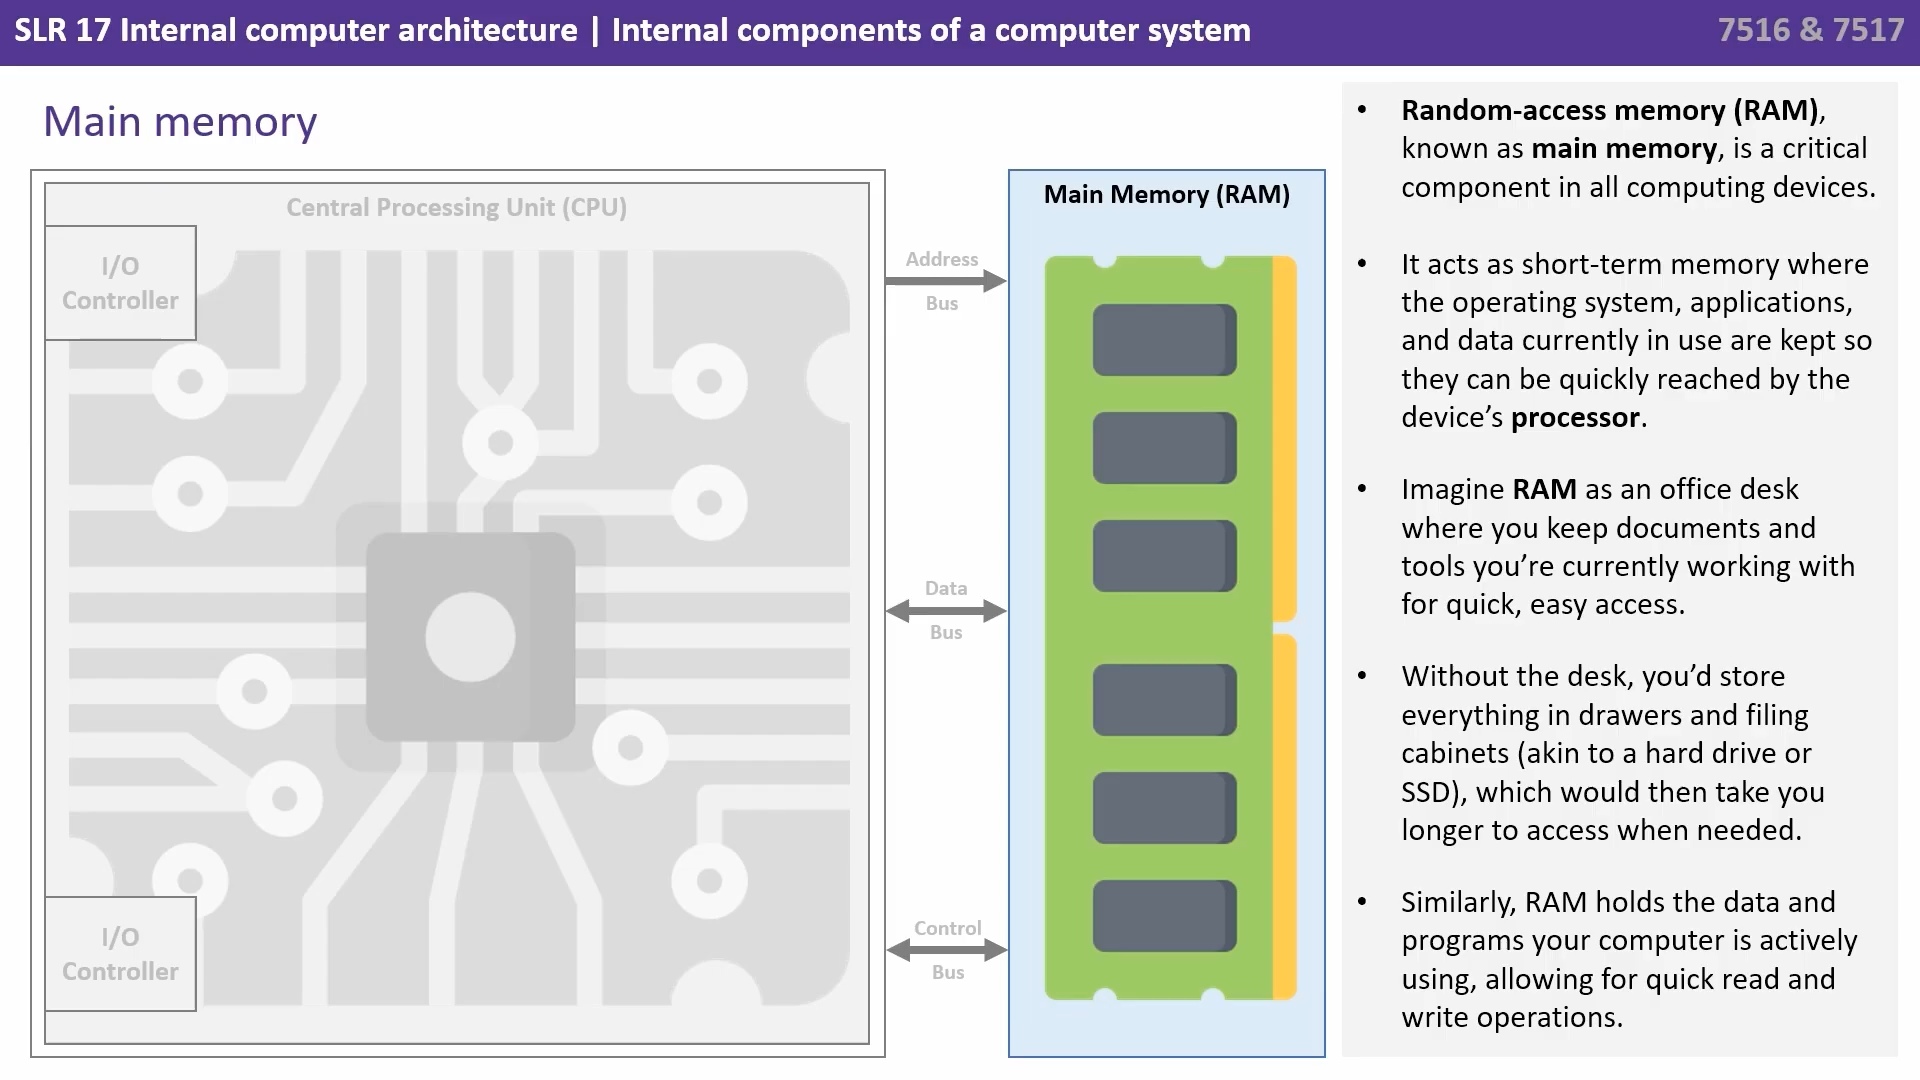 SLR 17 Internal computer architecture | Internal components of a computer system
7516 & 7517
Main memory
Central Processing Unit (CPU)
I/O
Controller
I/O
Controller
Address
Bus
Data
Bus
Control
Bus
Main Memory (RAM)
• Random-access memory (RAM),
known as main memory, is a critical
component in all computing devices.
• It acts as short-term memory where
the operating system, applications,
and data currently in use are kept so
they can be quickly reached by the
device’s processor.
• Imagine RAM as an office desk
where you keep documents and
tools you’re currently working with
for quick, easy access.
• Without the desk, you’d store
everything in drawers and filing
cabinets (akin to a hard drive or
SSD), which would then take you
longer to access when needed.
• Similarly, RAM holds the data and
programs your computer is actively
using, allowing for quick read and
write operations.